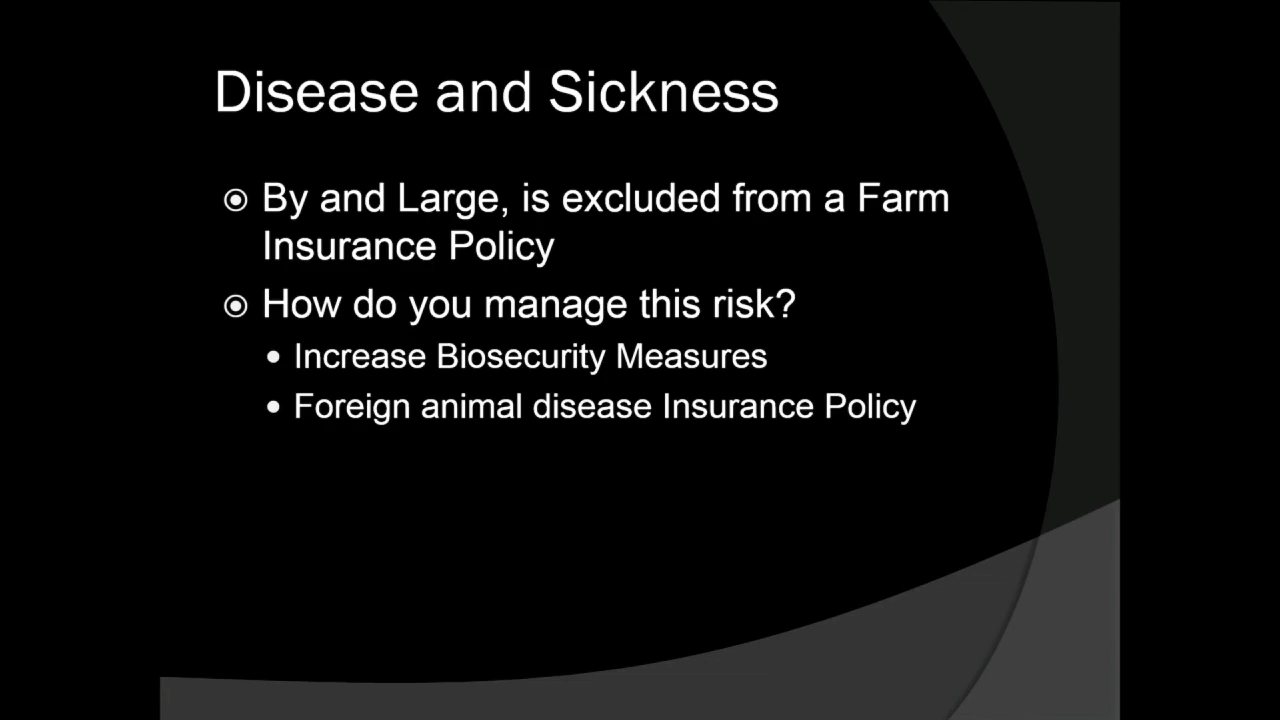 Disease and Sickness
By and Large, is excluded from a Farm
Insurance Policy
How do you manage this risk?
Increase Biosecurity Measures
Foreign animal disease Insurance Policy